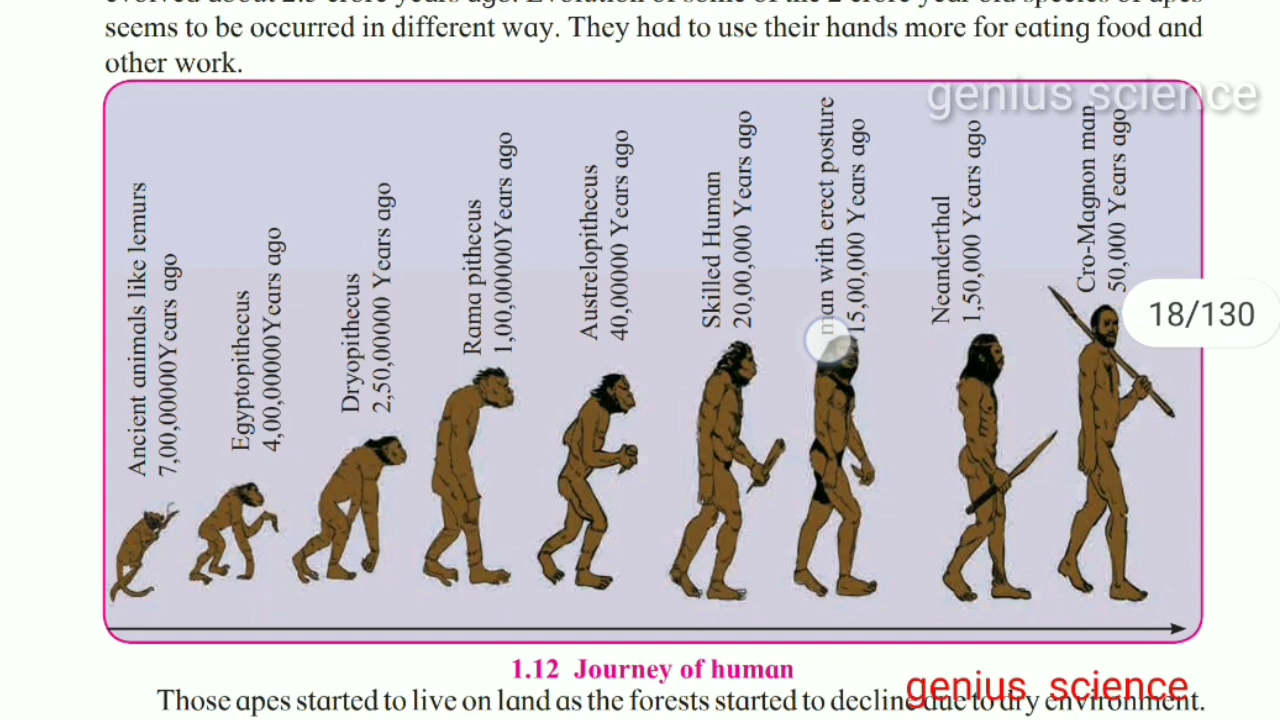 seems to be occurred in different way. They had to use their hands more for eating food and
other work.
genius science
Ancient animals like lemurs
7,00,00000Years ago
Egyptopithecus
4,00,00000Years ago
Dryopithecus
2,50,00000 Years ago
Rama pithecus
1,00,00000Years ago
Austrelopithecus
40,00000 Years ago
Skilled Human
20,00,000 Years ago
man with erect posture
15,00,000 Years ago
Neanderthal
1,50,000 Years ago
Cro-Magnon man
50,000 Years ago
18/130
1.12 Journey of human
Those apes started to live on land as the forests started to decline due to dry environment.
genius science